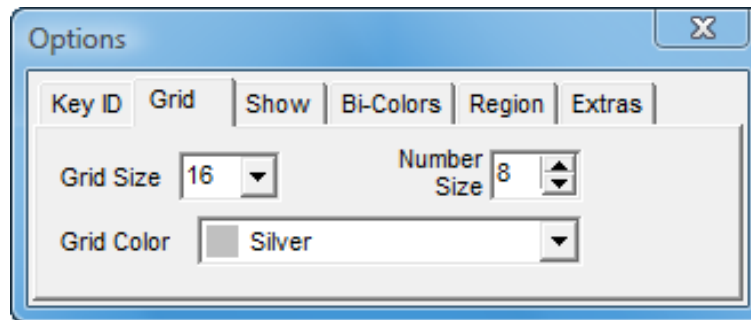 Options
Key ID Grid Show Bi-Colors Region Extras
Grid Size 16 Number Size 8
Grid Color Silver